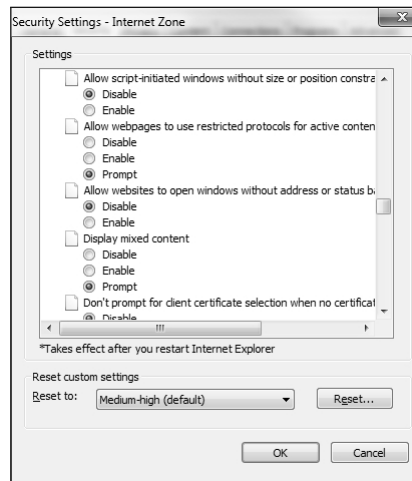 Security Settings - Internet Zone
Settings
Allow script-initiated windows without size or position constra
Disable
Enable
Allow webpages to use restricted protocols for active conten
Disable
Enable
Prompt
Allow websites to open windows without address or status ba
Disable
Enable
Display mixed content
Disable
Enable
Prompt
Don't prompt for client certificate selection when no certificat
Disable
*Takes effect after you restart Internet Explorer
Reset custom settings
Reset to:
Medium-high (default)
Reset...
OK
Cancel